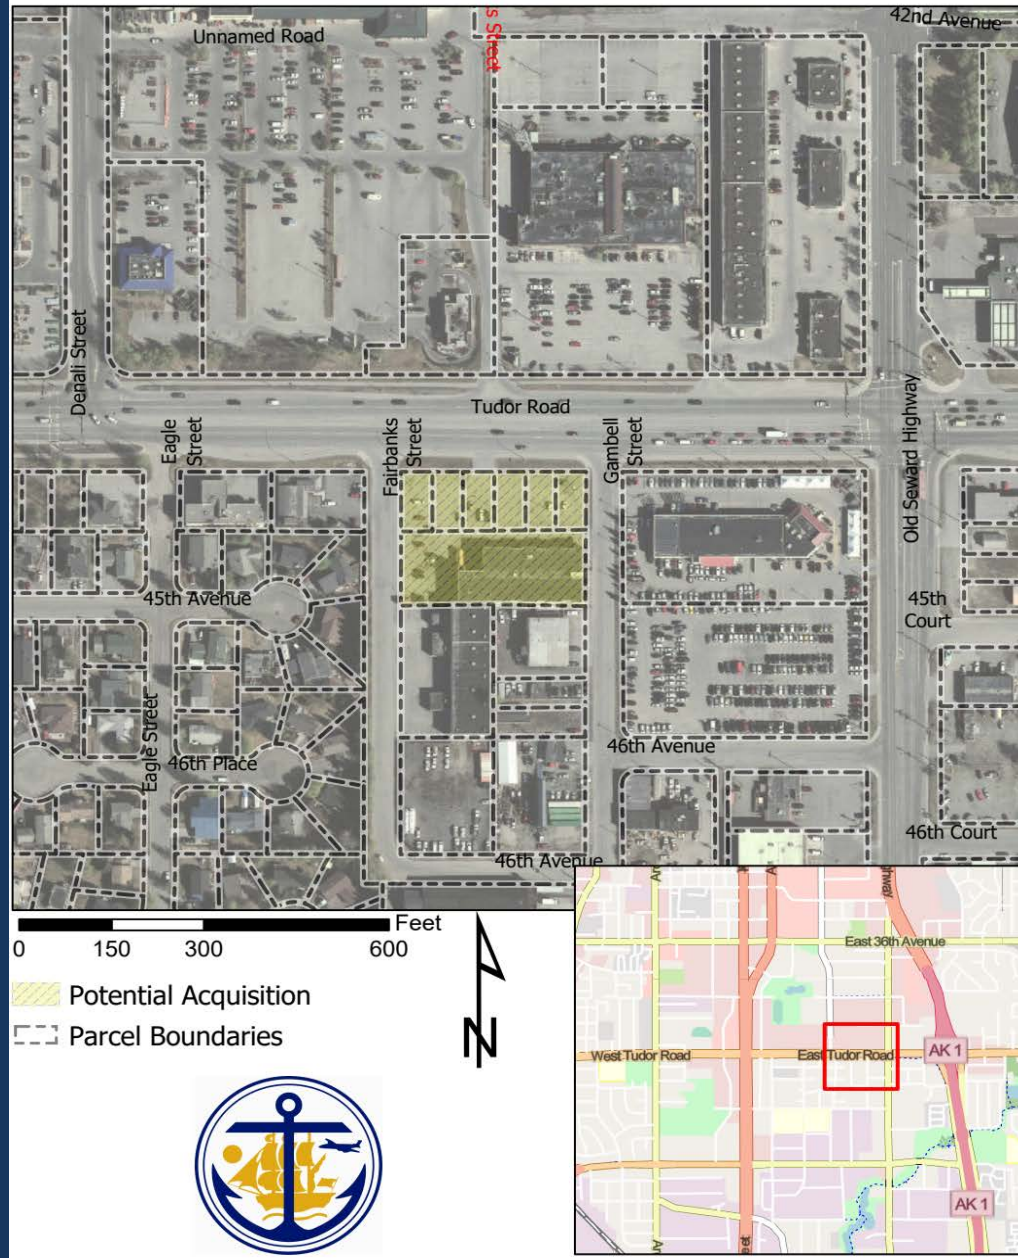 Unnamed Road
s Street
42nd Avenue
Denali Street
Tudor Road
Eagle
Street
Fairbanks
Street
Gambell
Street
Old Seward Highway
45th Avenue
45th
Court
Eagle Street
46th Place
46th Avenue
46th Court
46th Avenue
Feet
0 150 300 600
Potential Acquisition
Parcel Boundaries
N
East 36th Avenue
West Tudor Road
East Tudor Road
AK 1
AK 1
ghway
eet